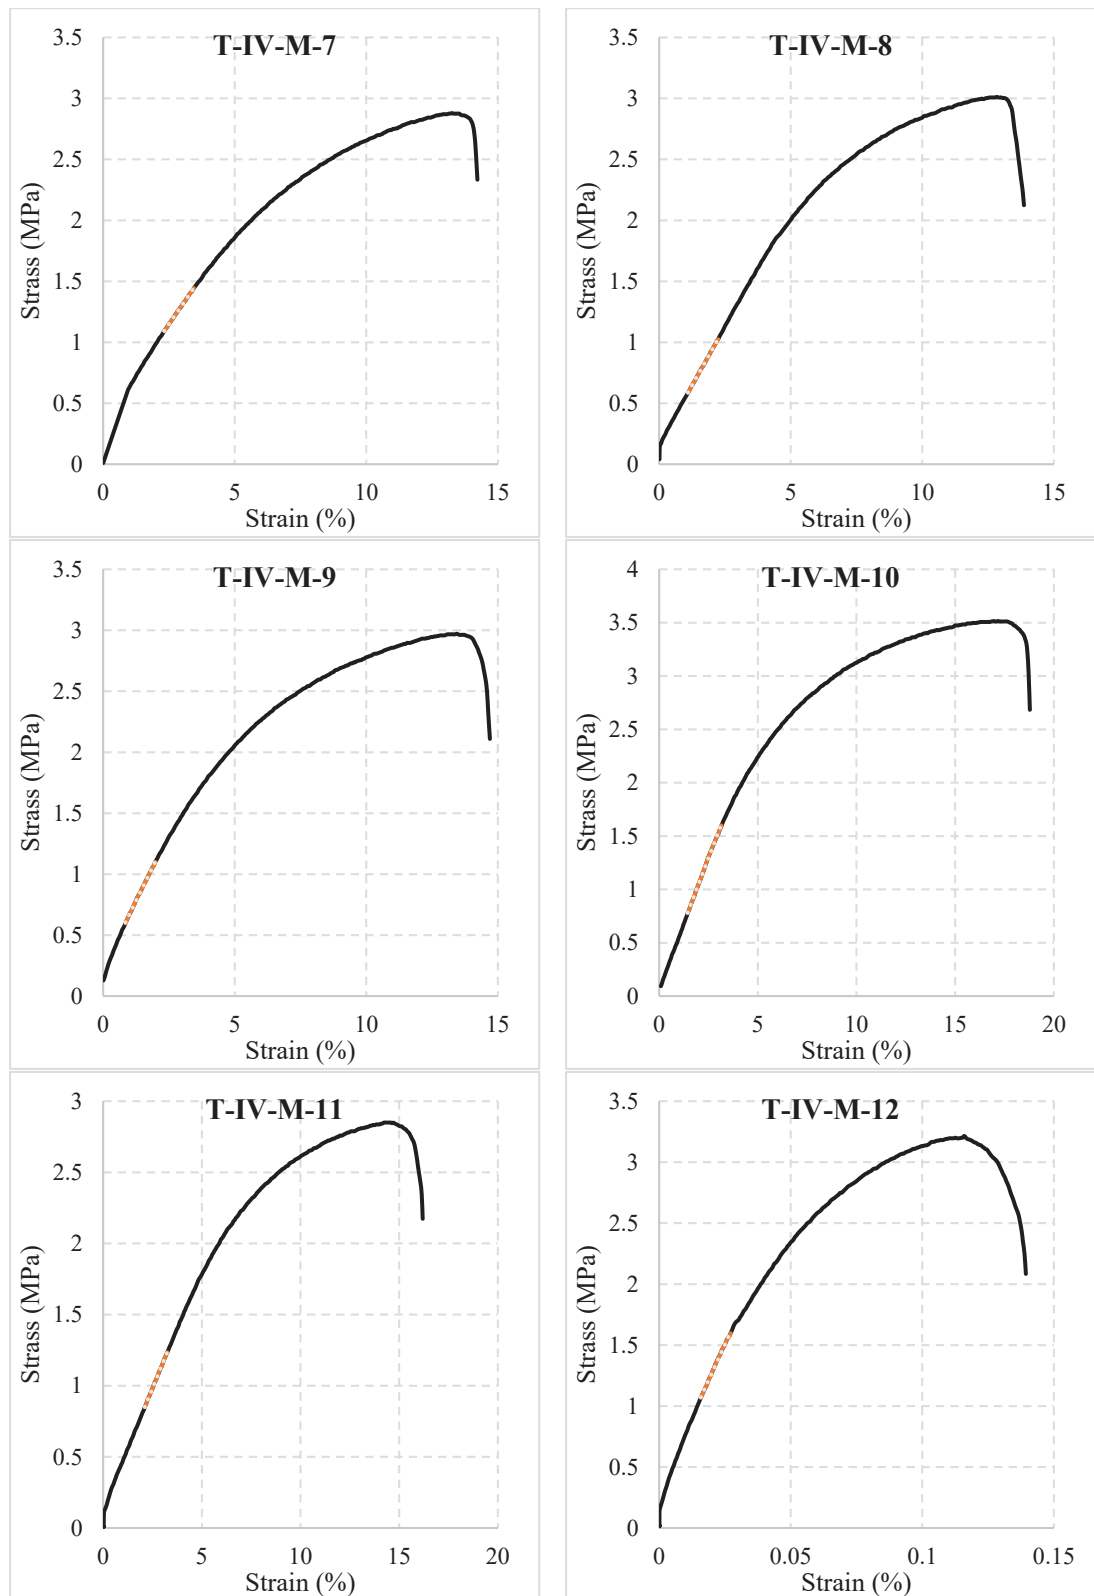 T-IV-M-7
3.5
3
2.5
2
1.5
1
0.5
0
Strass (MPa)
0 5 10 15
Strain (%)
T-IV-M-8
3.5
3
2.5
2
1.5
1
0.5
0
Strass (MPa)
0 5 10 15
Strain (%)
T-IV-M-9
3.5
3
2.5
2
1.5
1
0.5
0
Strass (MPa)
0 5 10 15
Strain (%)
T-IV-M-10
4
3.5
3
2.5
2
1.5
1
0.5
0
Strass (MPa)
0 5 10 15 20
Strain (%)
T-IV-M-11
3
2.5
2
1.5
1
0.5
0
Strass (MPa)
0 5 10 15 20
Strain (%)
T-IV-M-12
3.5
3
2.5
2
1.5
1
0.5
0
Strass (MPa)
0 0.05 0.1 0.15
Strain (%)